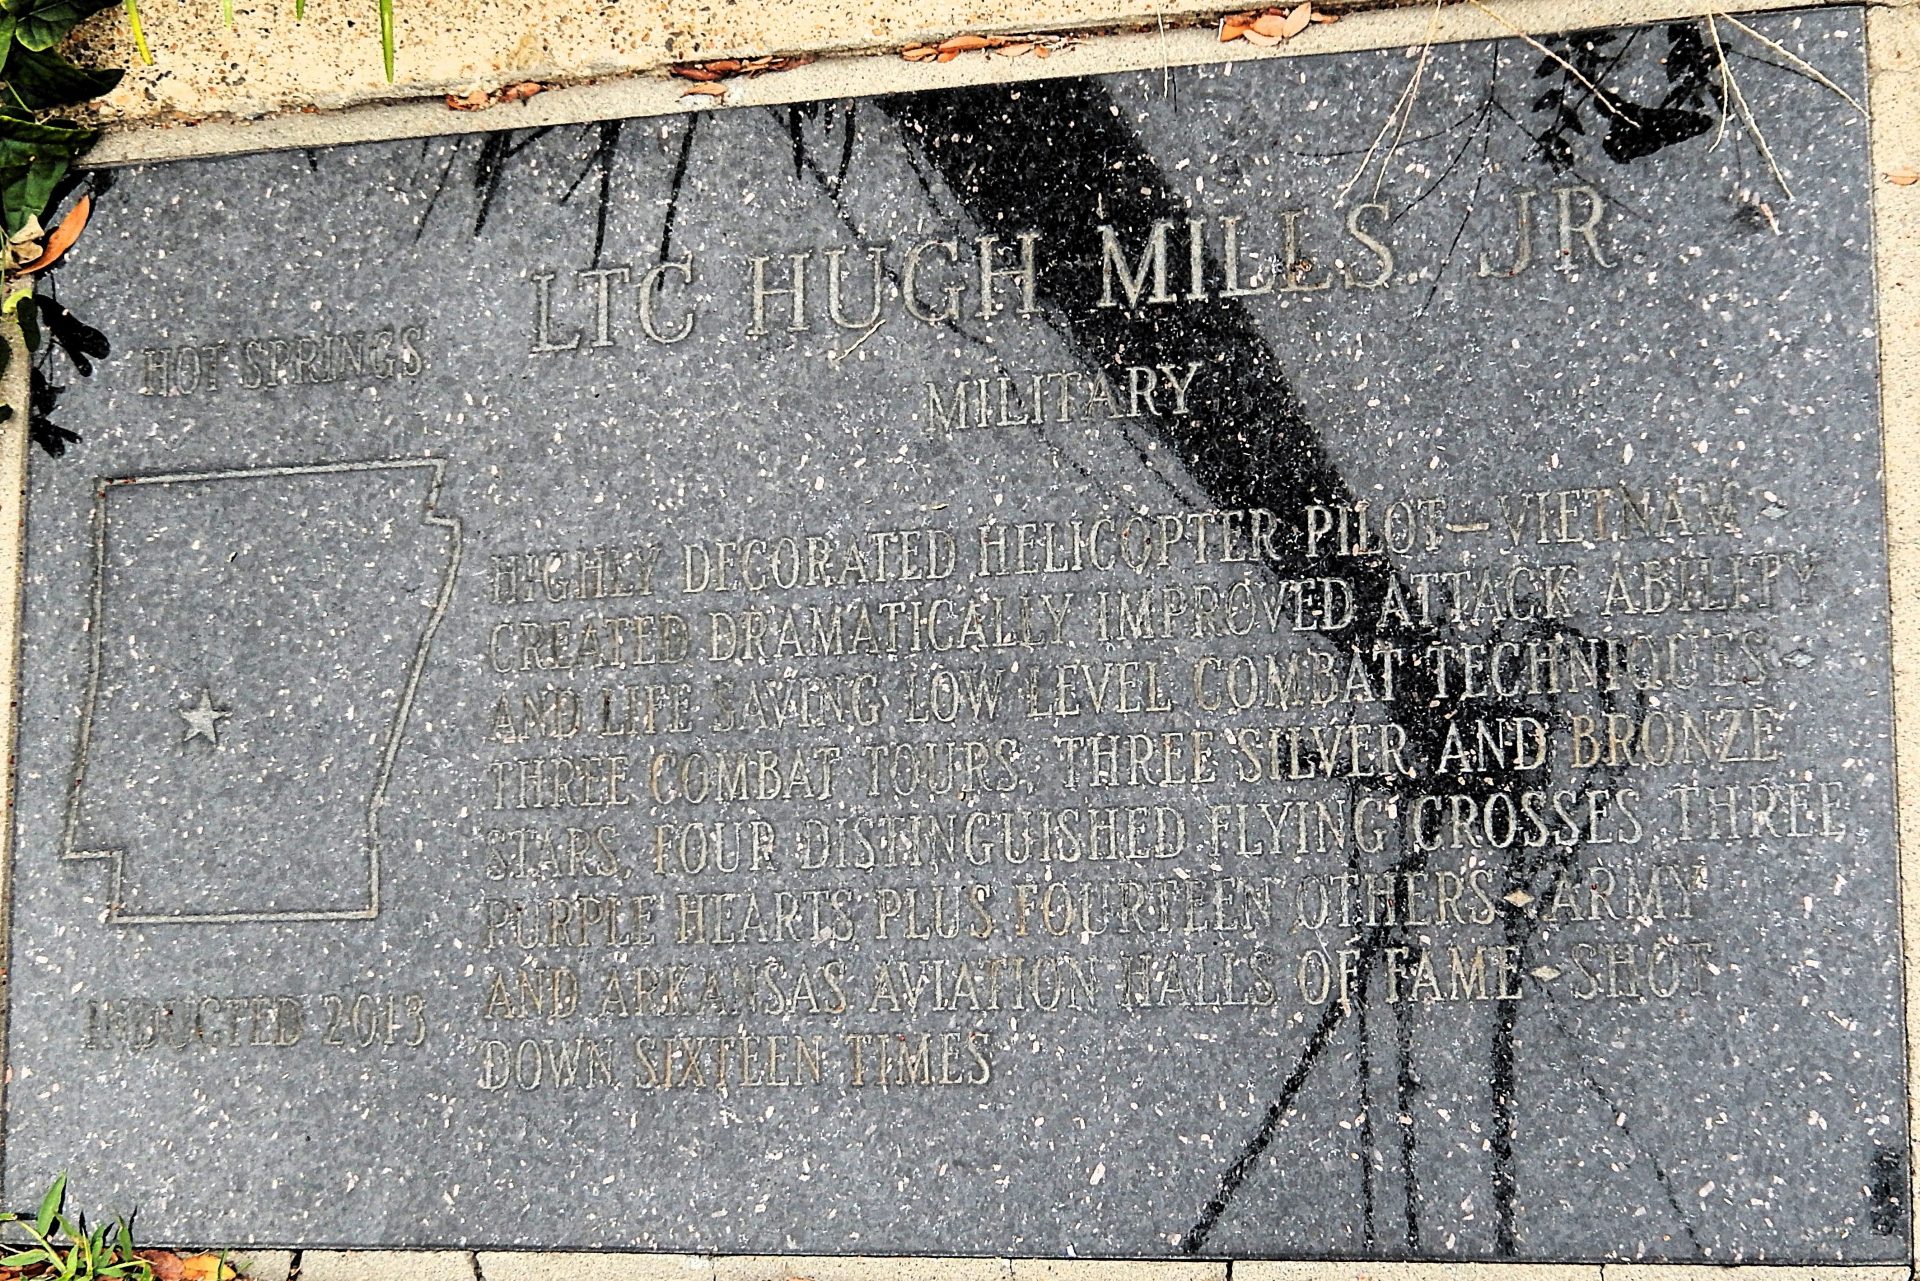 LTC HUGH MILLS, JR.
HOT SPRINGS
MILITARY
HIGHLY DECORATED HELICOPTER PILOT – VIETNAM ⬥
CREATED DRAMATICALLY IMPROVED ATTACK ABILITY
AND LIFE SAVING LOW LEVEL COMBAT TECHNIQUES ⬥
THREE COMBAT TOURS, THREE SILVER AND BRONZE
STARS, FOUR DISTINGUISHED FLYING CROSSES THREE
PURPLE HEARTS PLUS FOURTEEN OTHERS ⬥ ARMY
AND ARKANSAS AVIATION HALLS OF FAME ⬥ SHOT
DOWN SIXTEEN TIMES
INDUCTED 2013